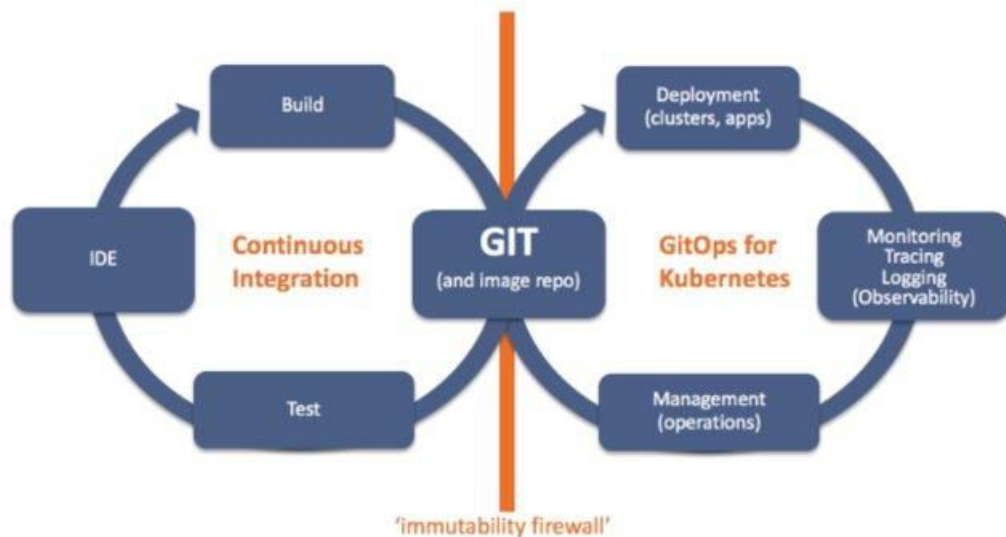 Build
IDE
Continuous
Integration
Test
GIT
(and image repo)
Deployment
(clusters, apps)
GitOps for
Kubernetes
Monitoring
Tracing
Logging
(Observability)
Management
(operations)
'immutability firewall'